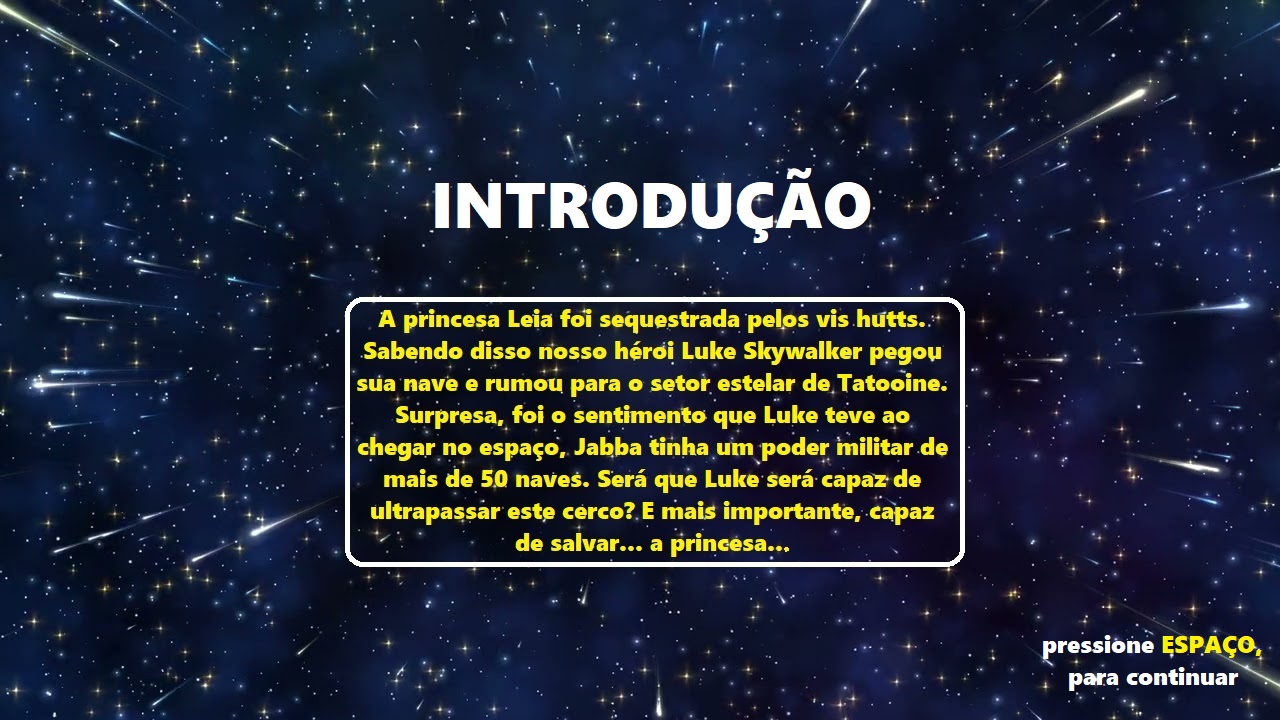 INTRODUÇÃO
A princesa Leia foi sequestrada pelos vis hutts.
Sabendo disso nosso héroi Luke Skywalker pegou
sua nave e rumou para o setor estelar de Tatooine.
Surpresa, foi o sentimento que Luke teve ao
chegar no espaço, Jabba tinha um poder militar de
mais de 50 naves. Será que Luke será capaz de
ultrapassar este cerco? E mais importante, capaz
de salvar... a princesa...
pressione ESPAÇO,
para continuar